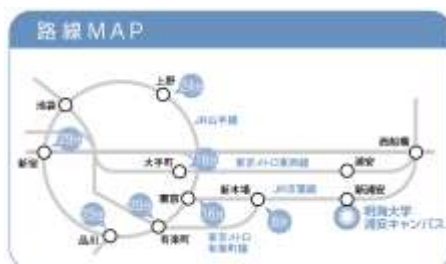 路線MAP
上野
池袋
JR山手線
新宿
大手町
東京メトロ東西線
浦安
西船橋
東京
新木場
JR京葉線
新浦安
品川
有楽町
東京メトロ
有楽町線
明海大学
浦安キャンパス